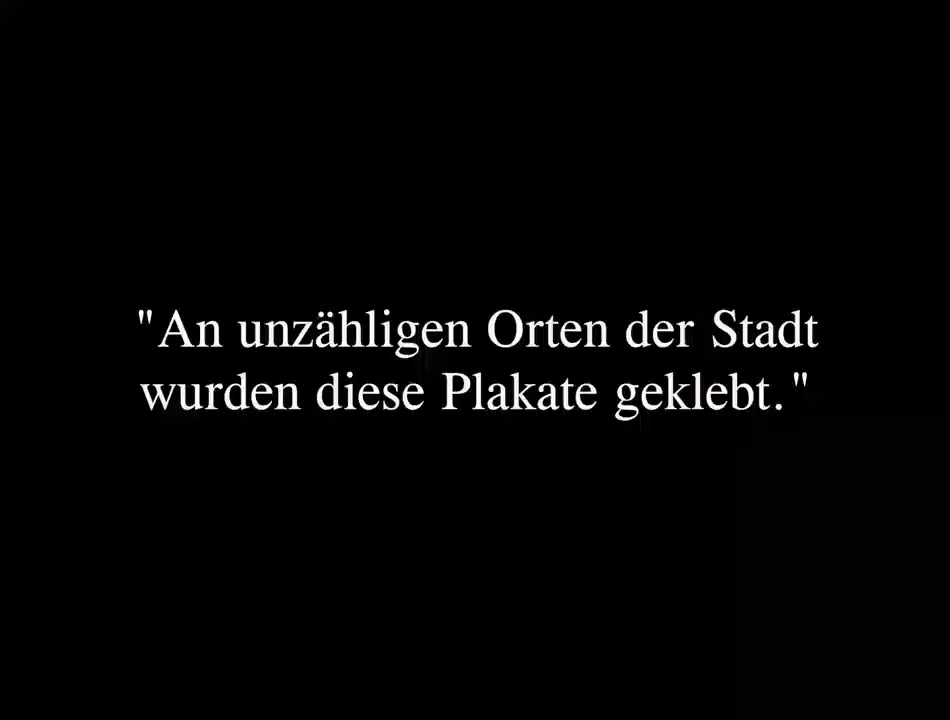 "An unzähligen Orten der Stadt
wurden diese Plakate geklebt."